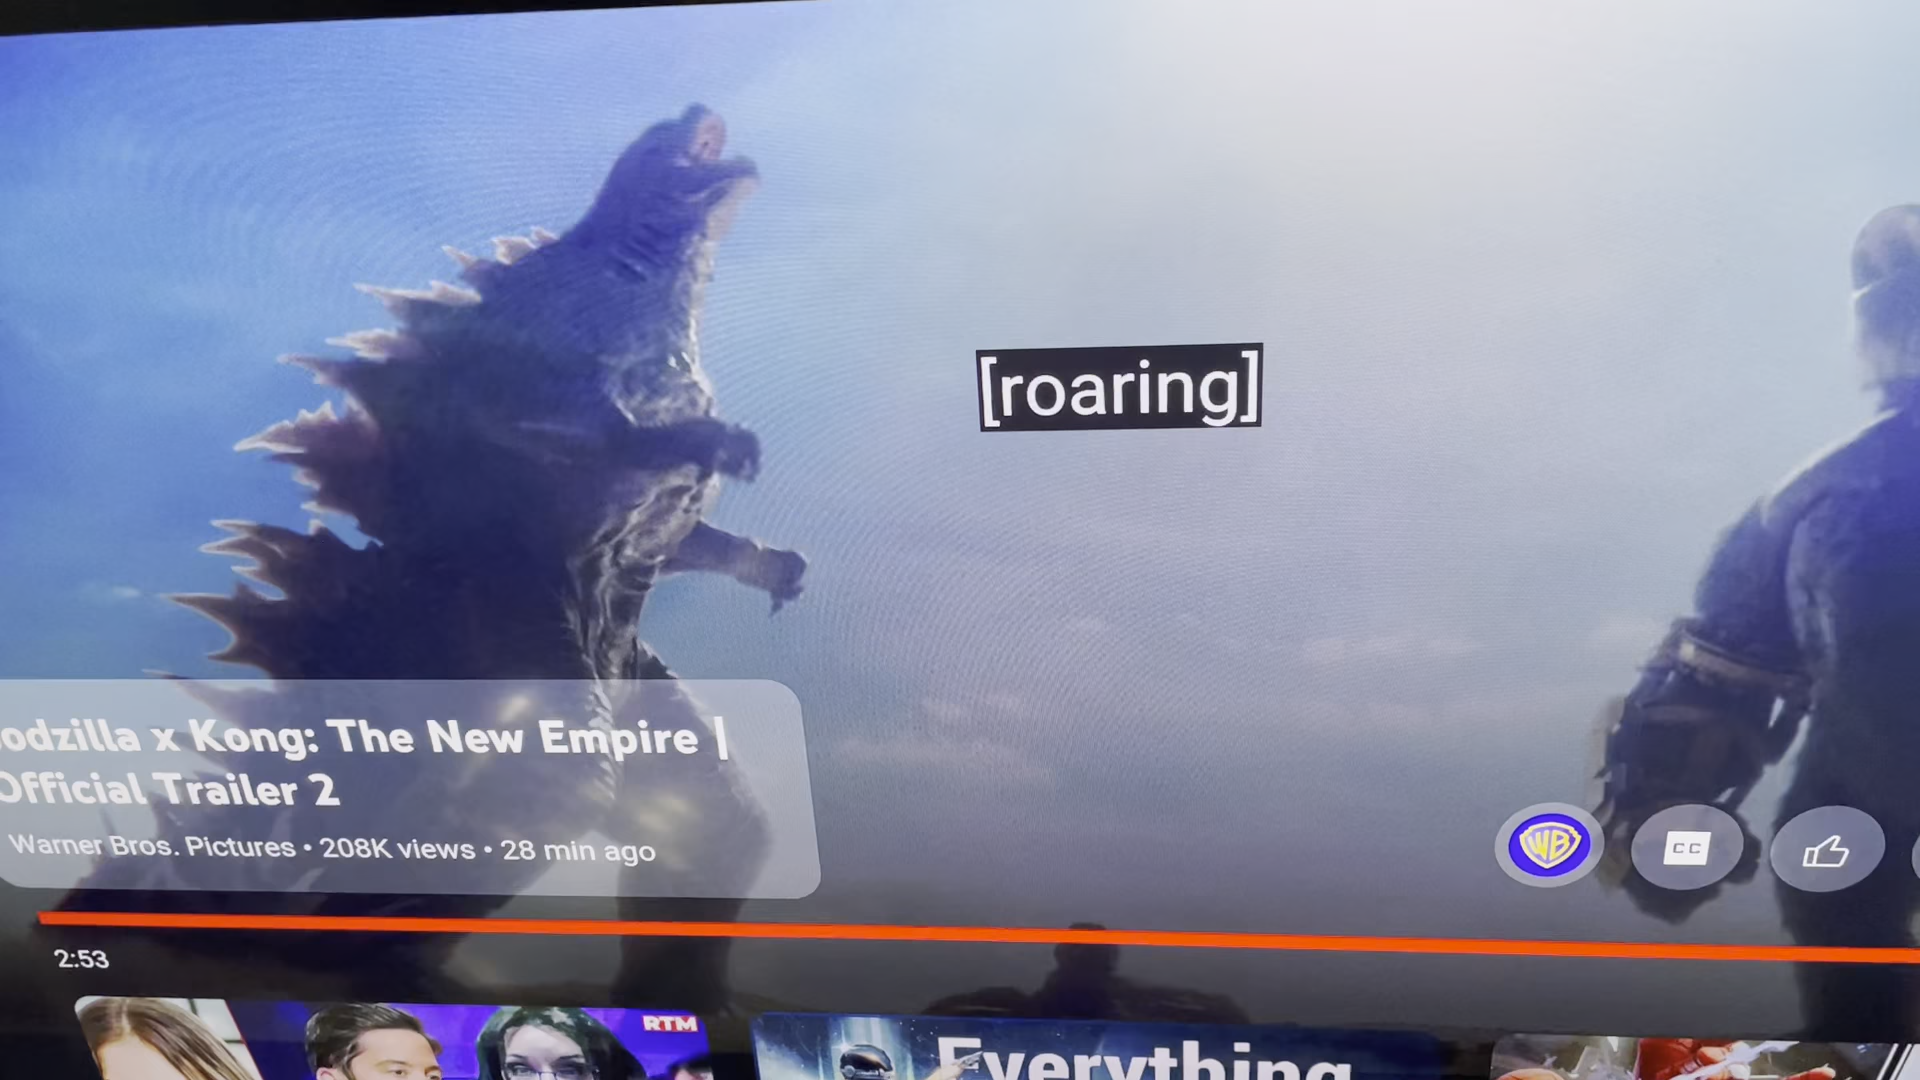 [roaring]
odzilla x Kong: The New Empire |
Official Trailer 2
Warner Bros. Pictures • 208K views • 28 min ago
WB
CC
2:53
RTM
Everything